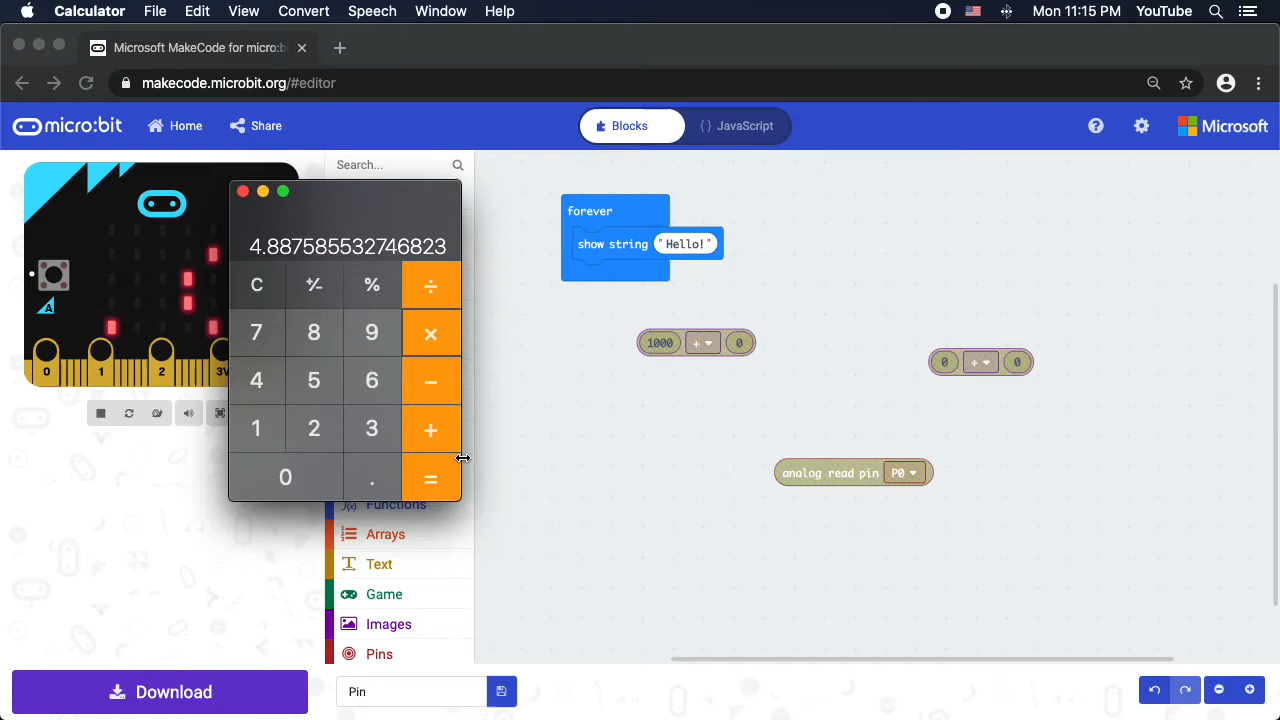 Calculator File Edit View Convert Speech Window Help Mon 11:15 PM YouTube
Microsoft MakeCode for micro:b
makecode.microbit.org/#editor
micro:bit Home Share Blocks {} JavaScript Microsoft
Search...
forever
show string "Hello!"
4.887585532746823
C +/- % ÷
7 8 9 ×
4 5 6 −
1 2 3 +
0 . =
1000 + 0
0 + 0
analog read pin P0
A
0 1 2 3V
Functions
Arrays
Text
Game
Images
Pins
Download
Pin